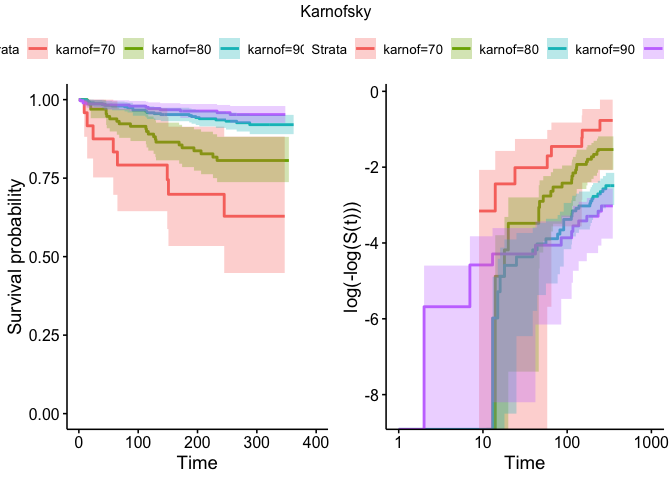 Karnofsky
rata karnof=70 karnof=80 karnof=90 Strata karnof=70 karnof=80 karnof=90
1.00
0.75
0.50
0.25
0.00
Survival probability
0 100 200 300 400
Time
0
-2
-4
-6
-8
log(-log(S(t)))
1 10 100 1000
Time